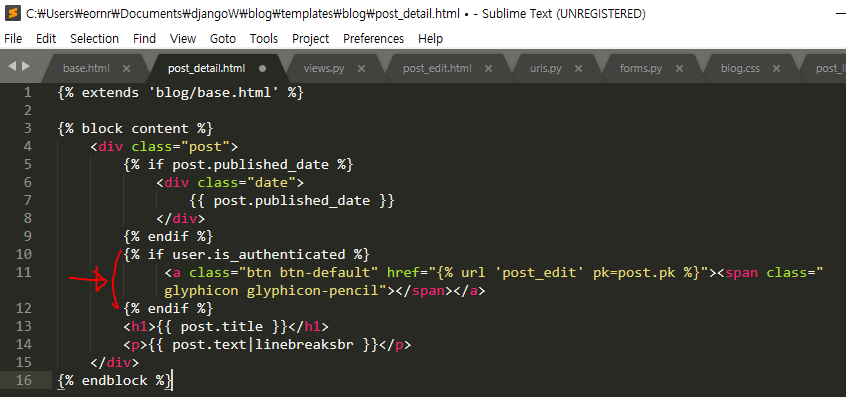 C:₩Users₩eornr₩Documents₩djangoW₩blog₩templates₩blog₩post_detail.html • - Sublime Text (UNREGISTERED)
File Edit Selection Find View Goto Tools Project Preferences Help
base.html × post_detail.html views.py × post_edit.html × urls.py × forms.py × blog.css × post_li
1 {% extends 'blog/base.html' %}
2
3 {% block content %}
4 <div class="post">
5 {% if post.published_date %}
6 <div class="date">
7 {{ post.published_date }}
8 </div>
9 {% endif %}
10 {% if user.is_authenticated %}
11 <a class="btn btn-default" href="{% url 'post_edit' pk=post.pk %}"><span class="
glyphicon glyphicon-pencil"></span></a>
12 {% endif %}
13 <h1>{{ post.title }}</h1>
14 <p>{{ post.text|linebreaksbr }}</p>
15 </div>
16 {% endblock %}